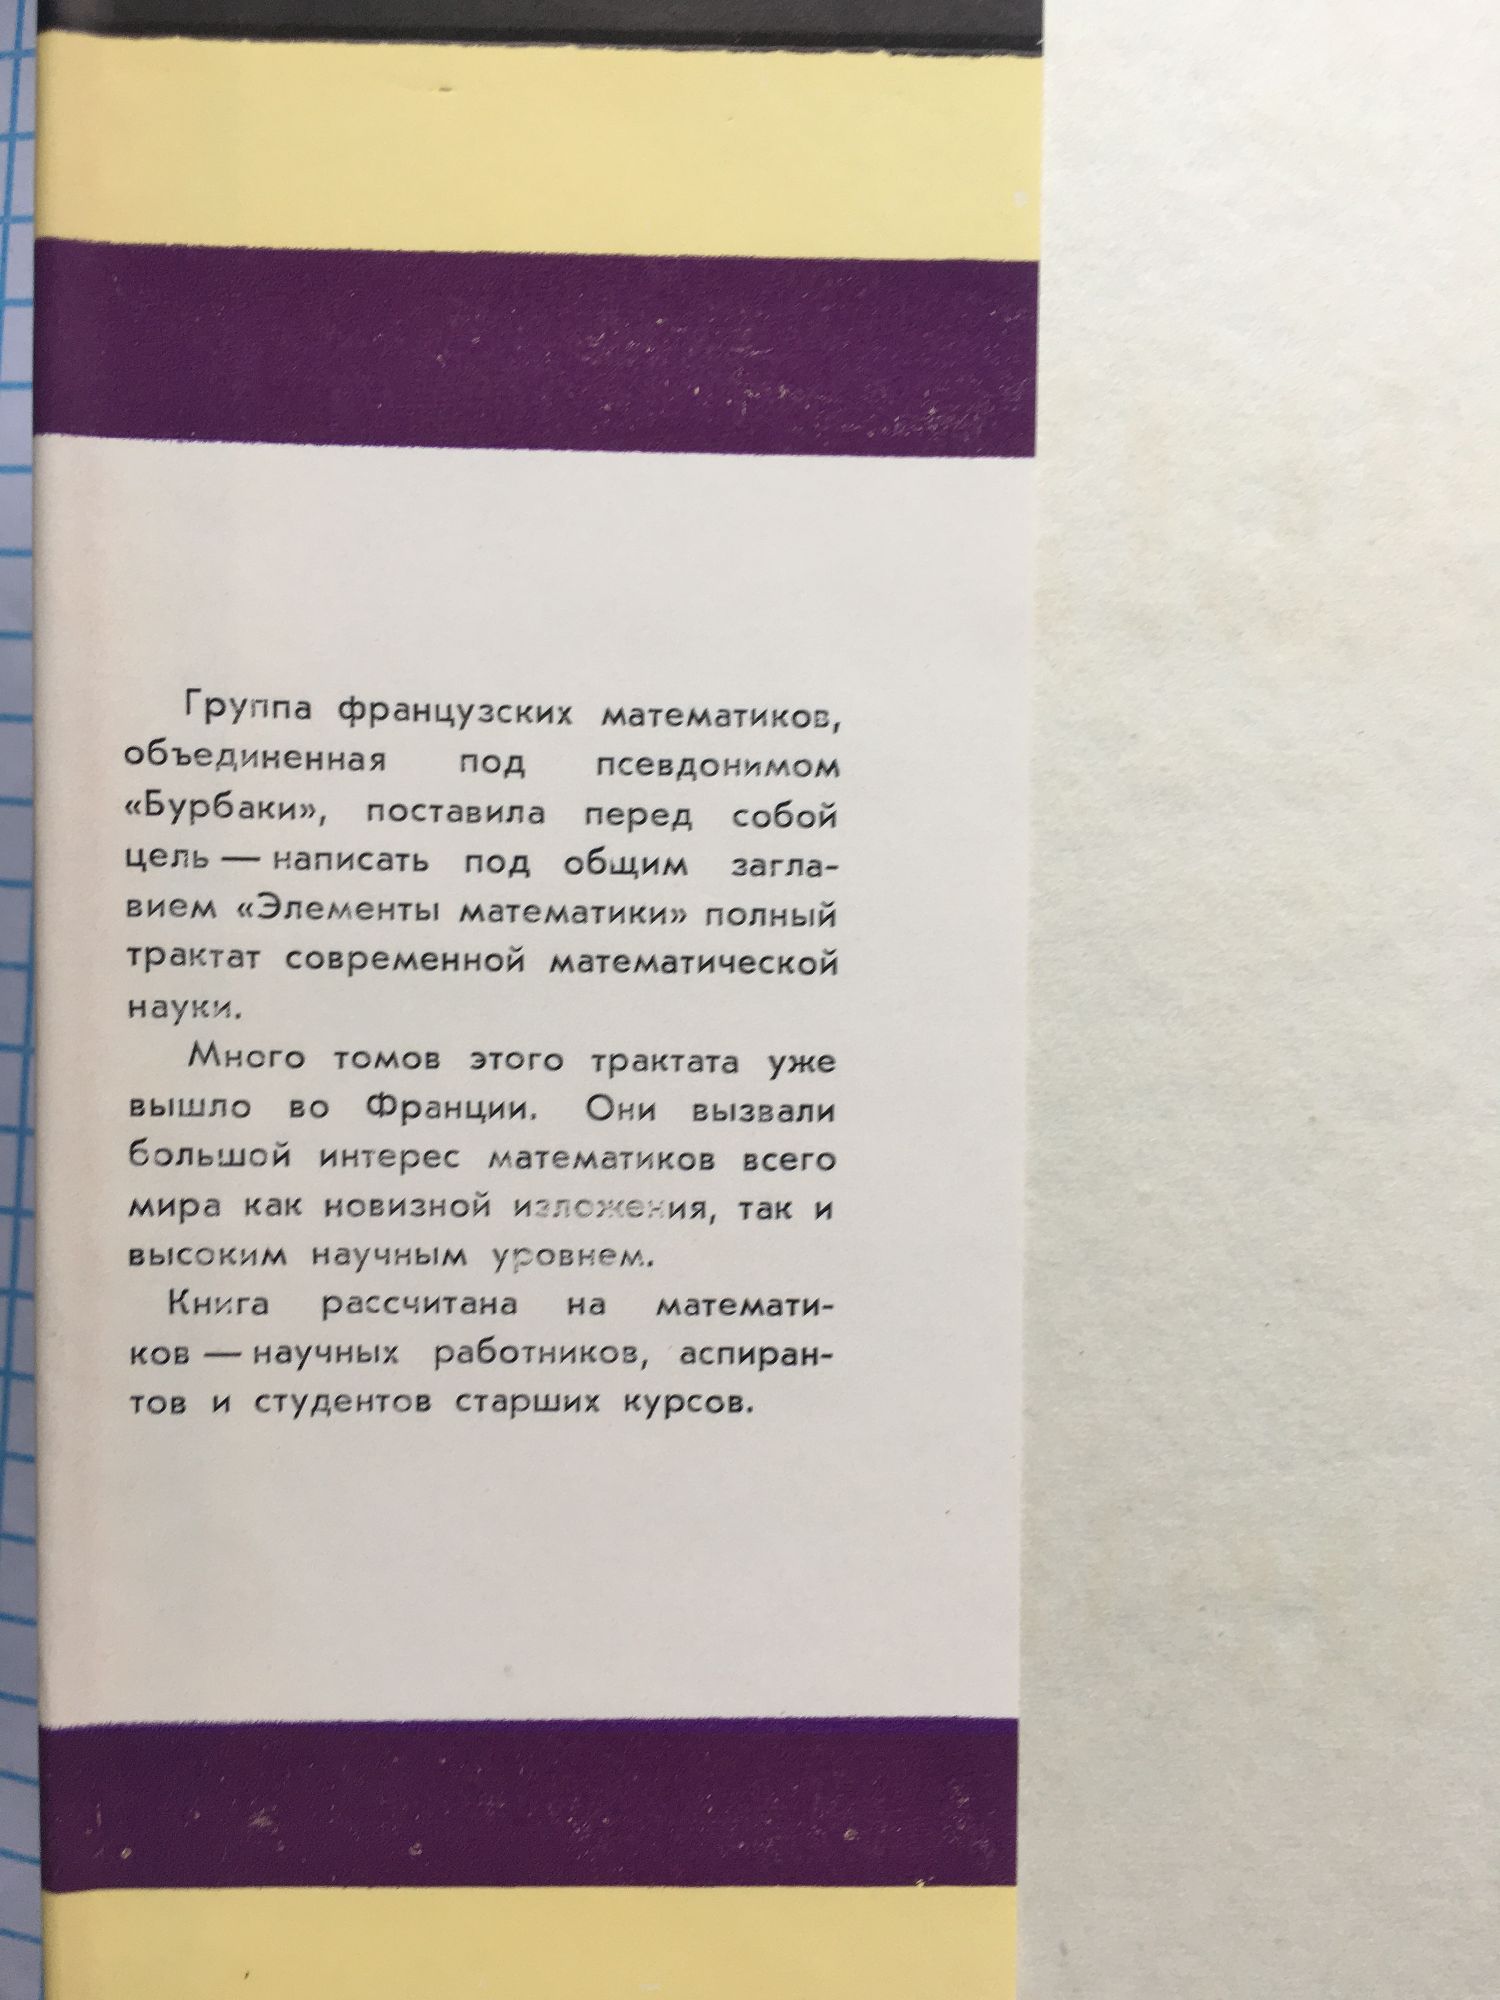 Группа французских математиков,
объединенная под псевдонимом
«Бурбаки», поставила перед собой
цель — написать под общим загла-
вием «Элементы математики» полный
трактат современной математической
науки.
Много томов этого трактата уже
вышло во Франции. Они вызвали
большой интерес математиков всего
мира как новизной изложения, так и
высоким научным уровнем.
Книга рассчитана на математи-
ков — научных работников, аспиран-
тов и студентов старших курсов.